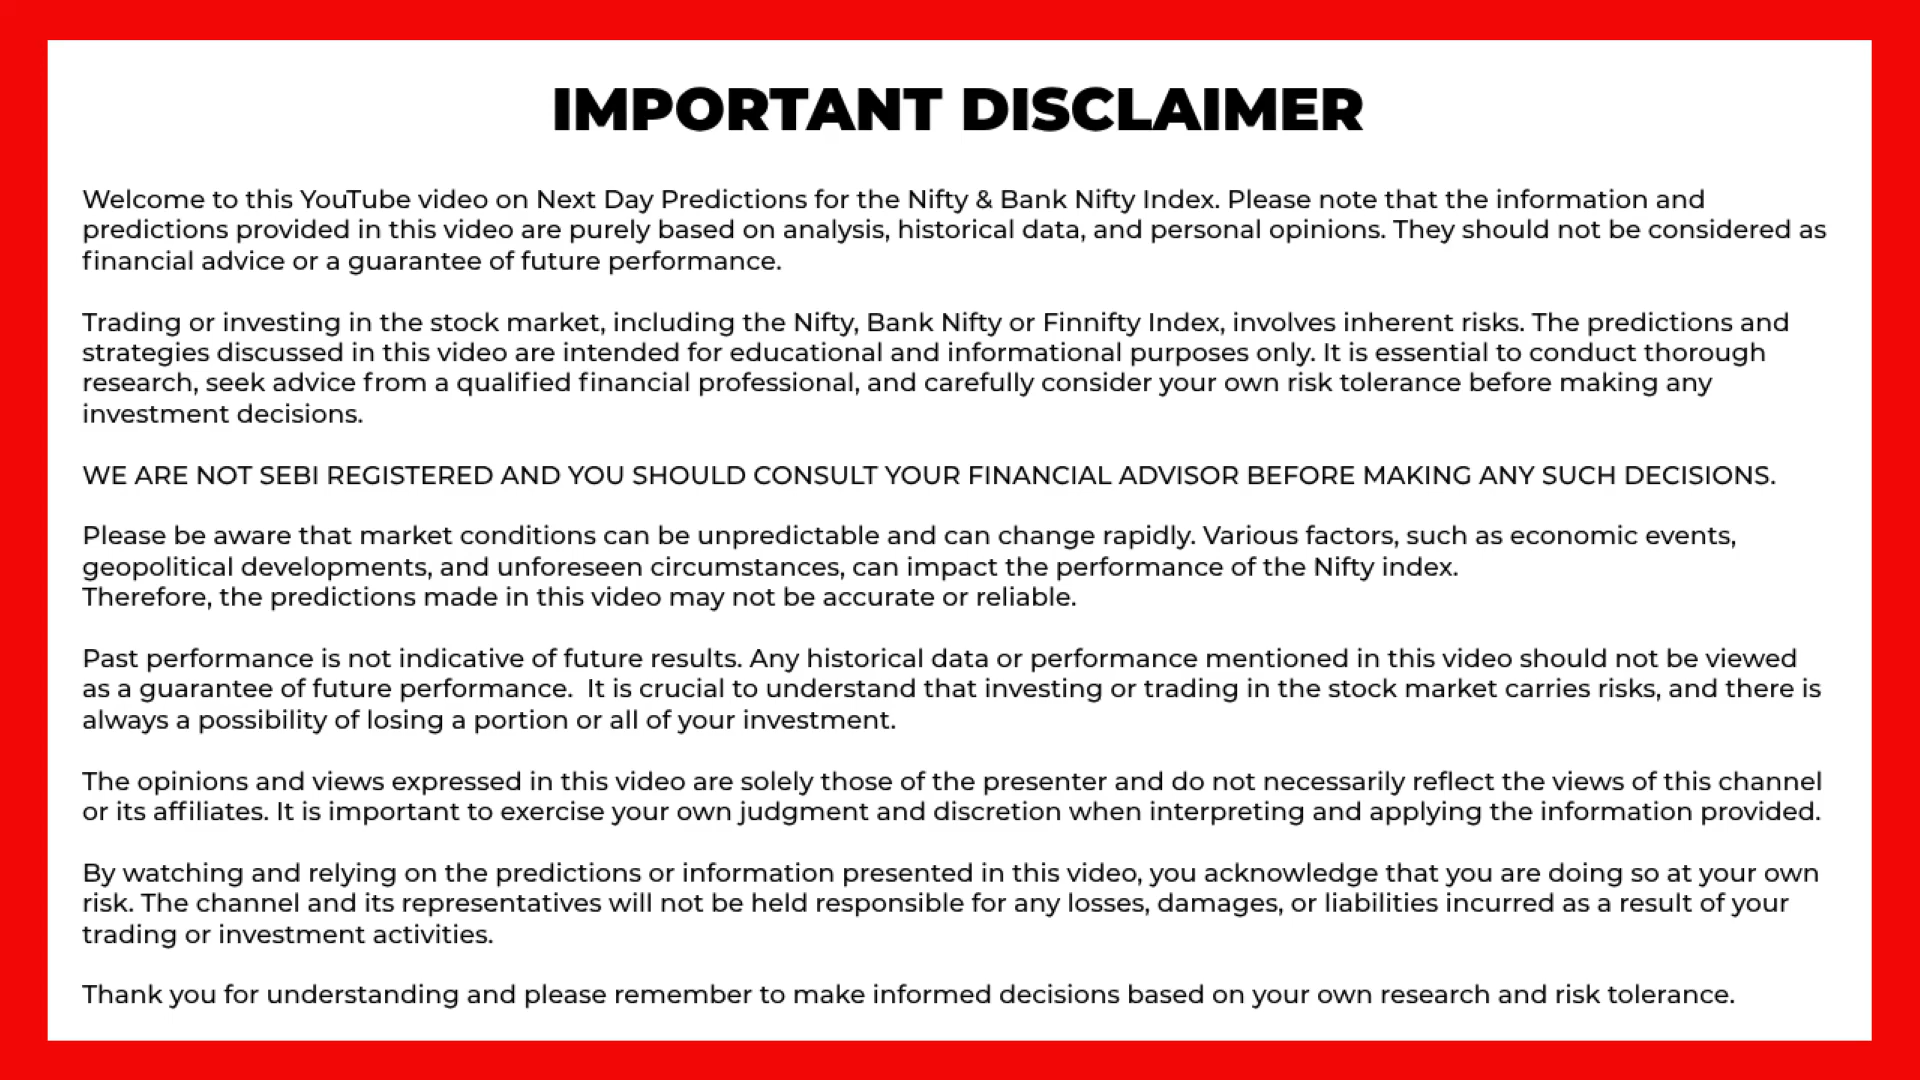 IMPORTANT DISCLAIMER
Welcome to this YouTube video on Next Day Predictions for the Nifty & Bank Nifty Index. Please note that the information and
predictions provided in this video are purely based on analysis, historical data, and personal opinions. They should not be considered as
financial advice or a guarantee of future performance.
Trading or investing in the stock market, including the Nifty, Bank Nifty or Finnifty Index, involves inherent risks. The predictions and
strategies discussed in this video are intended for educational and informational purposes only. It is essential to conduct thorough
research, seek advice from a qualified financial professional, and carefully consider your own risk tolerance before making any
investment decisions.
WE ARE NOT SEBI REGISTERED AND YOU SHOULD CONSULT YOUR FINANCIAL ADVISOR BEFORE MAKING ANY SUCH DECISIONS.
Please be aware that market conditions can be unpredictable and can change rapidly. Various factors, such as economic events,
geopolitical developments, and unforeseen circumstances, can impact the performance of the Nifty index.
Therefore, the predictions made in this video may not be accurate or reliable.
Past performance is not indicative of future results. Any historical data or performance mentioned in this video should not be viewed
as a guarantee of future performance.  It is crucial to understand that investing or trading in the stock market carries risks, and there is
always a possibility of losing a portion or all of your investment.
The opinions and views expressed in this video are solely those of the presenter and do not necessarily reflect the views of this channel
or its affiliates. It is important to exercise your own judgment and discretion when interpreting and applying the information provided.
By watching and relying on the predictions or information presented in this video, you acknowledge that you are doing so at your own
risk. The channel and its representatives will not be held responsible for any losses, damages, or liabilities incurred as a result of your
trading or investment activities.
Thank you for understanding and please remember to make informed decisions based on your own research and risk tolerance.